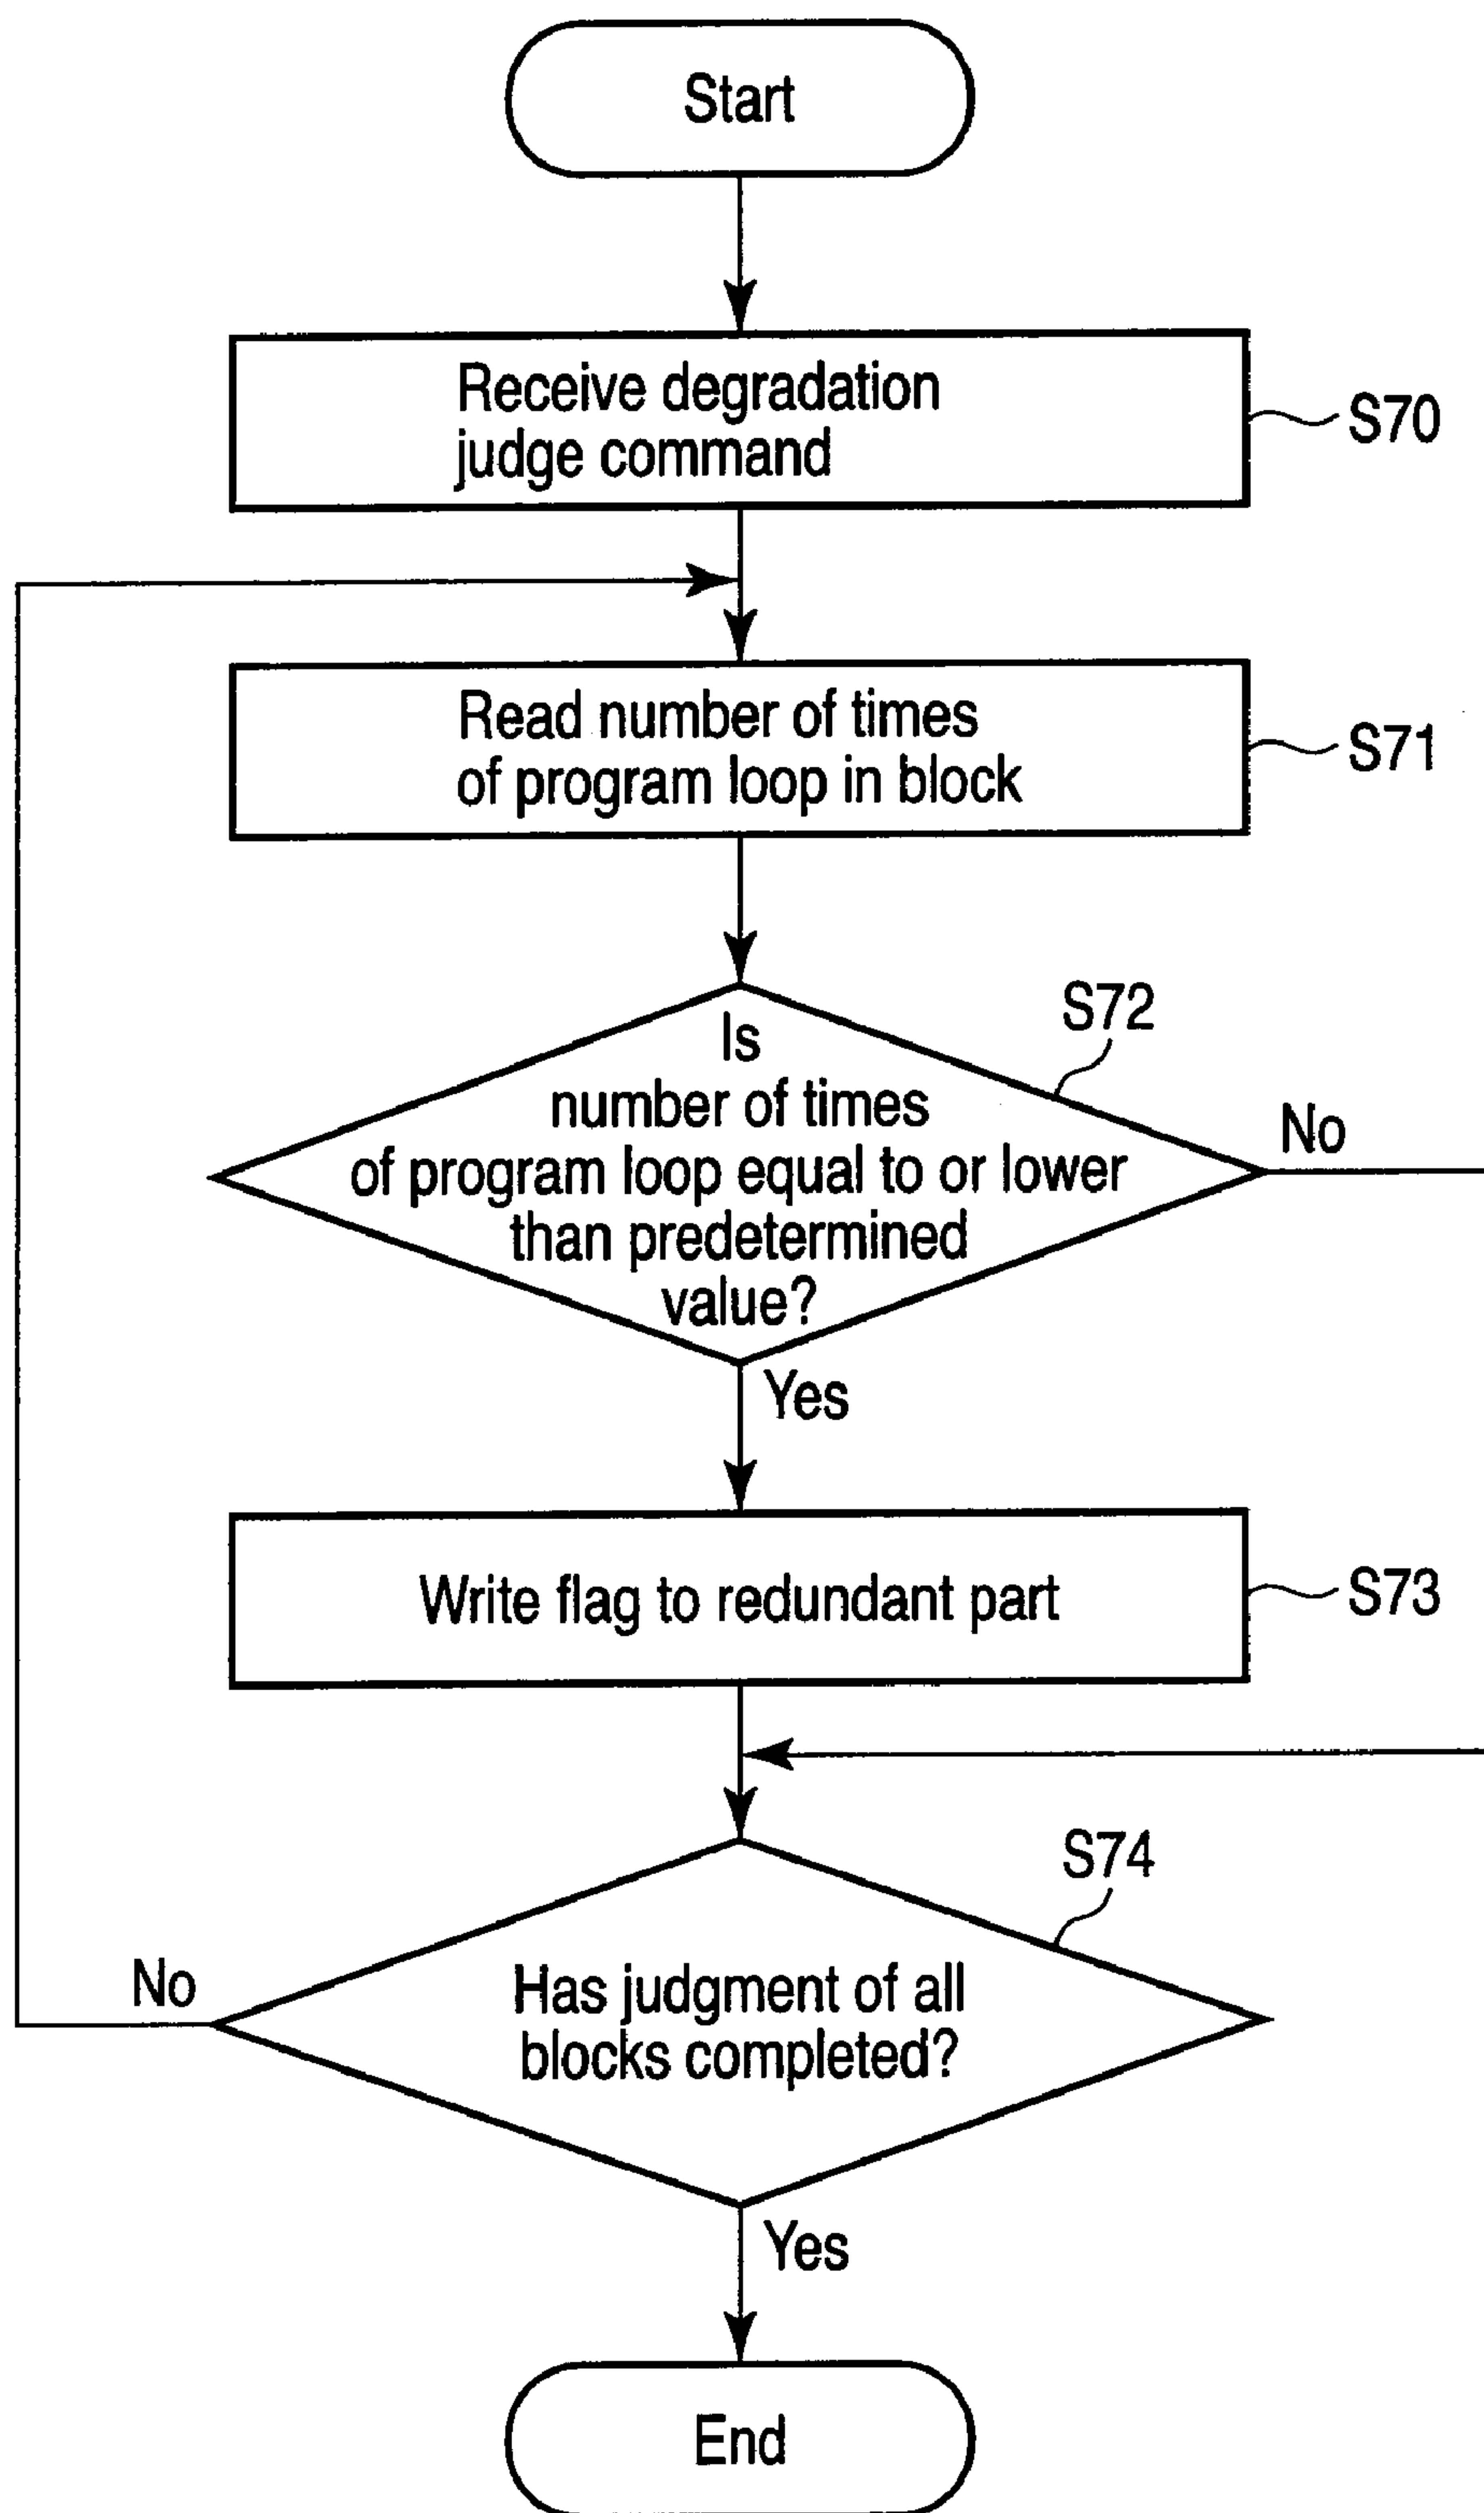 Start
Receive degradation
judge command
S70
Read number of times
of program loop in block
S71
S72
Is
number of times
of program loop equal to or lower
than predetermined
value?
No
Yes
Write flag to redundant part
S73
S74
Has judgment of all
blocks completed?
No
Yes
End